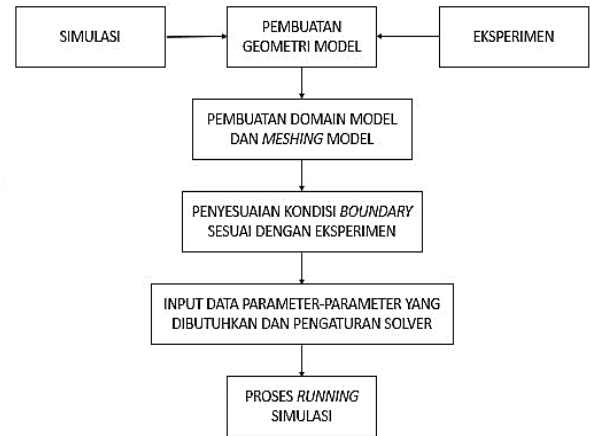 SIMULASI
PEMBUATAN
GEOMETRI MODEL
EKSPERIMEN
PEMBUATAN DOMAIN MODEL
DAN MESHING MODEL
PENYESUAIAN KONDISI BOUNDARY
SESUAI DENGAN EKSPERIMEN
INPUT DATA PARAMETER-PARAMETER YANG
DIBUTUHKAN DAN PENGATURAN SOLVER
PROSES RUNNING
SIMULASI